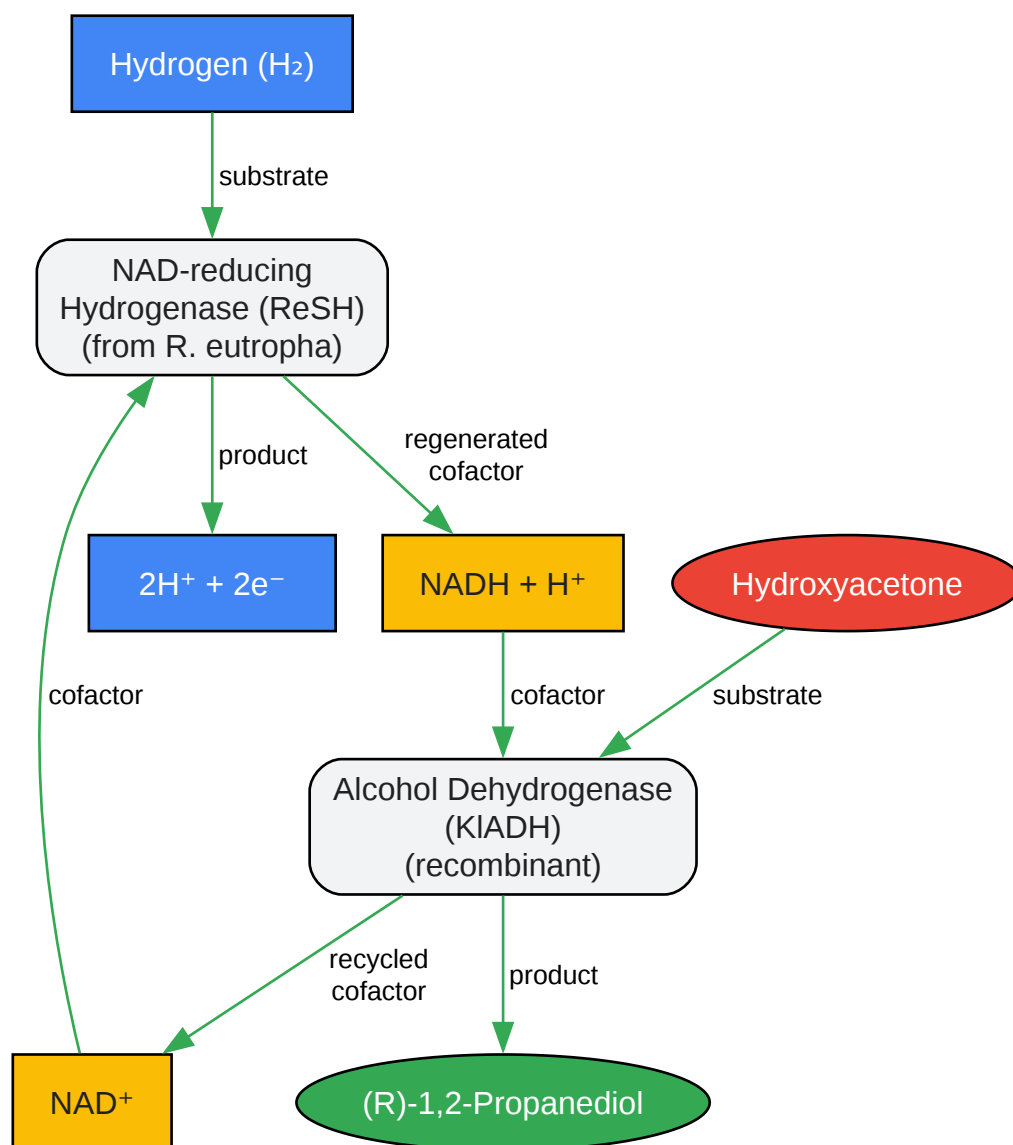 Hydrogen (H₂)
substrate
NAD-reducing
Hydrogenase (ReSH)
(from R. eutropha)
product
regenerated
cofactor
2H⁺ + 2e⁻
NADH + H⁺
Hydroxyacetone
cofactor
cofactor
substrate
Alcohol Dehydrogenase
(KlADH)
(recombinant)
recycled
cofactor
product
NAD⁺
(R)-1,2-Propanediol